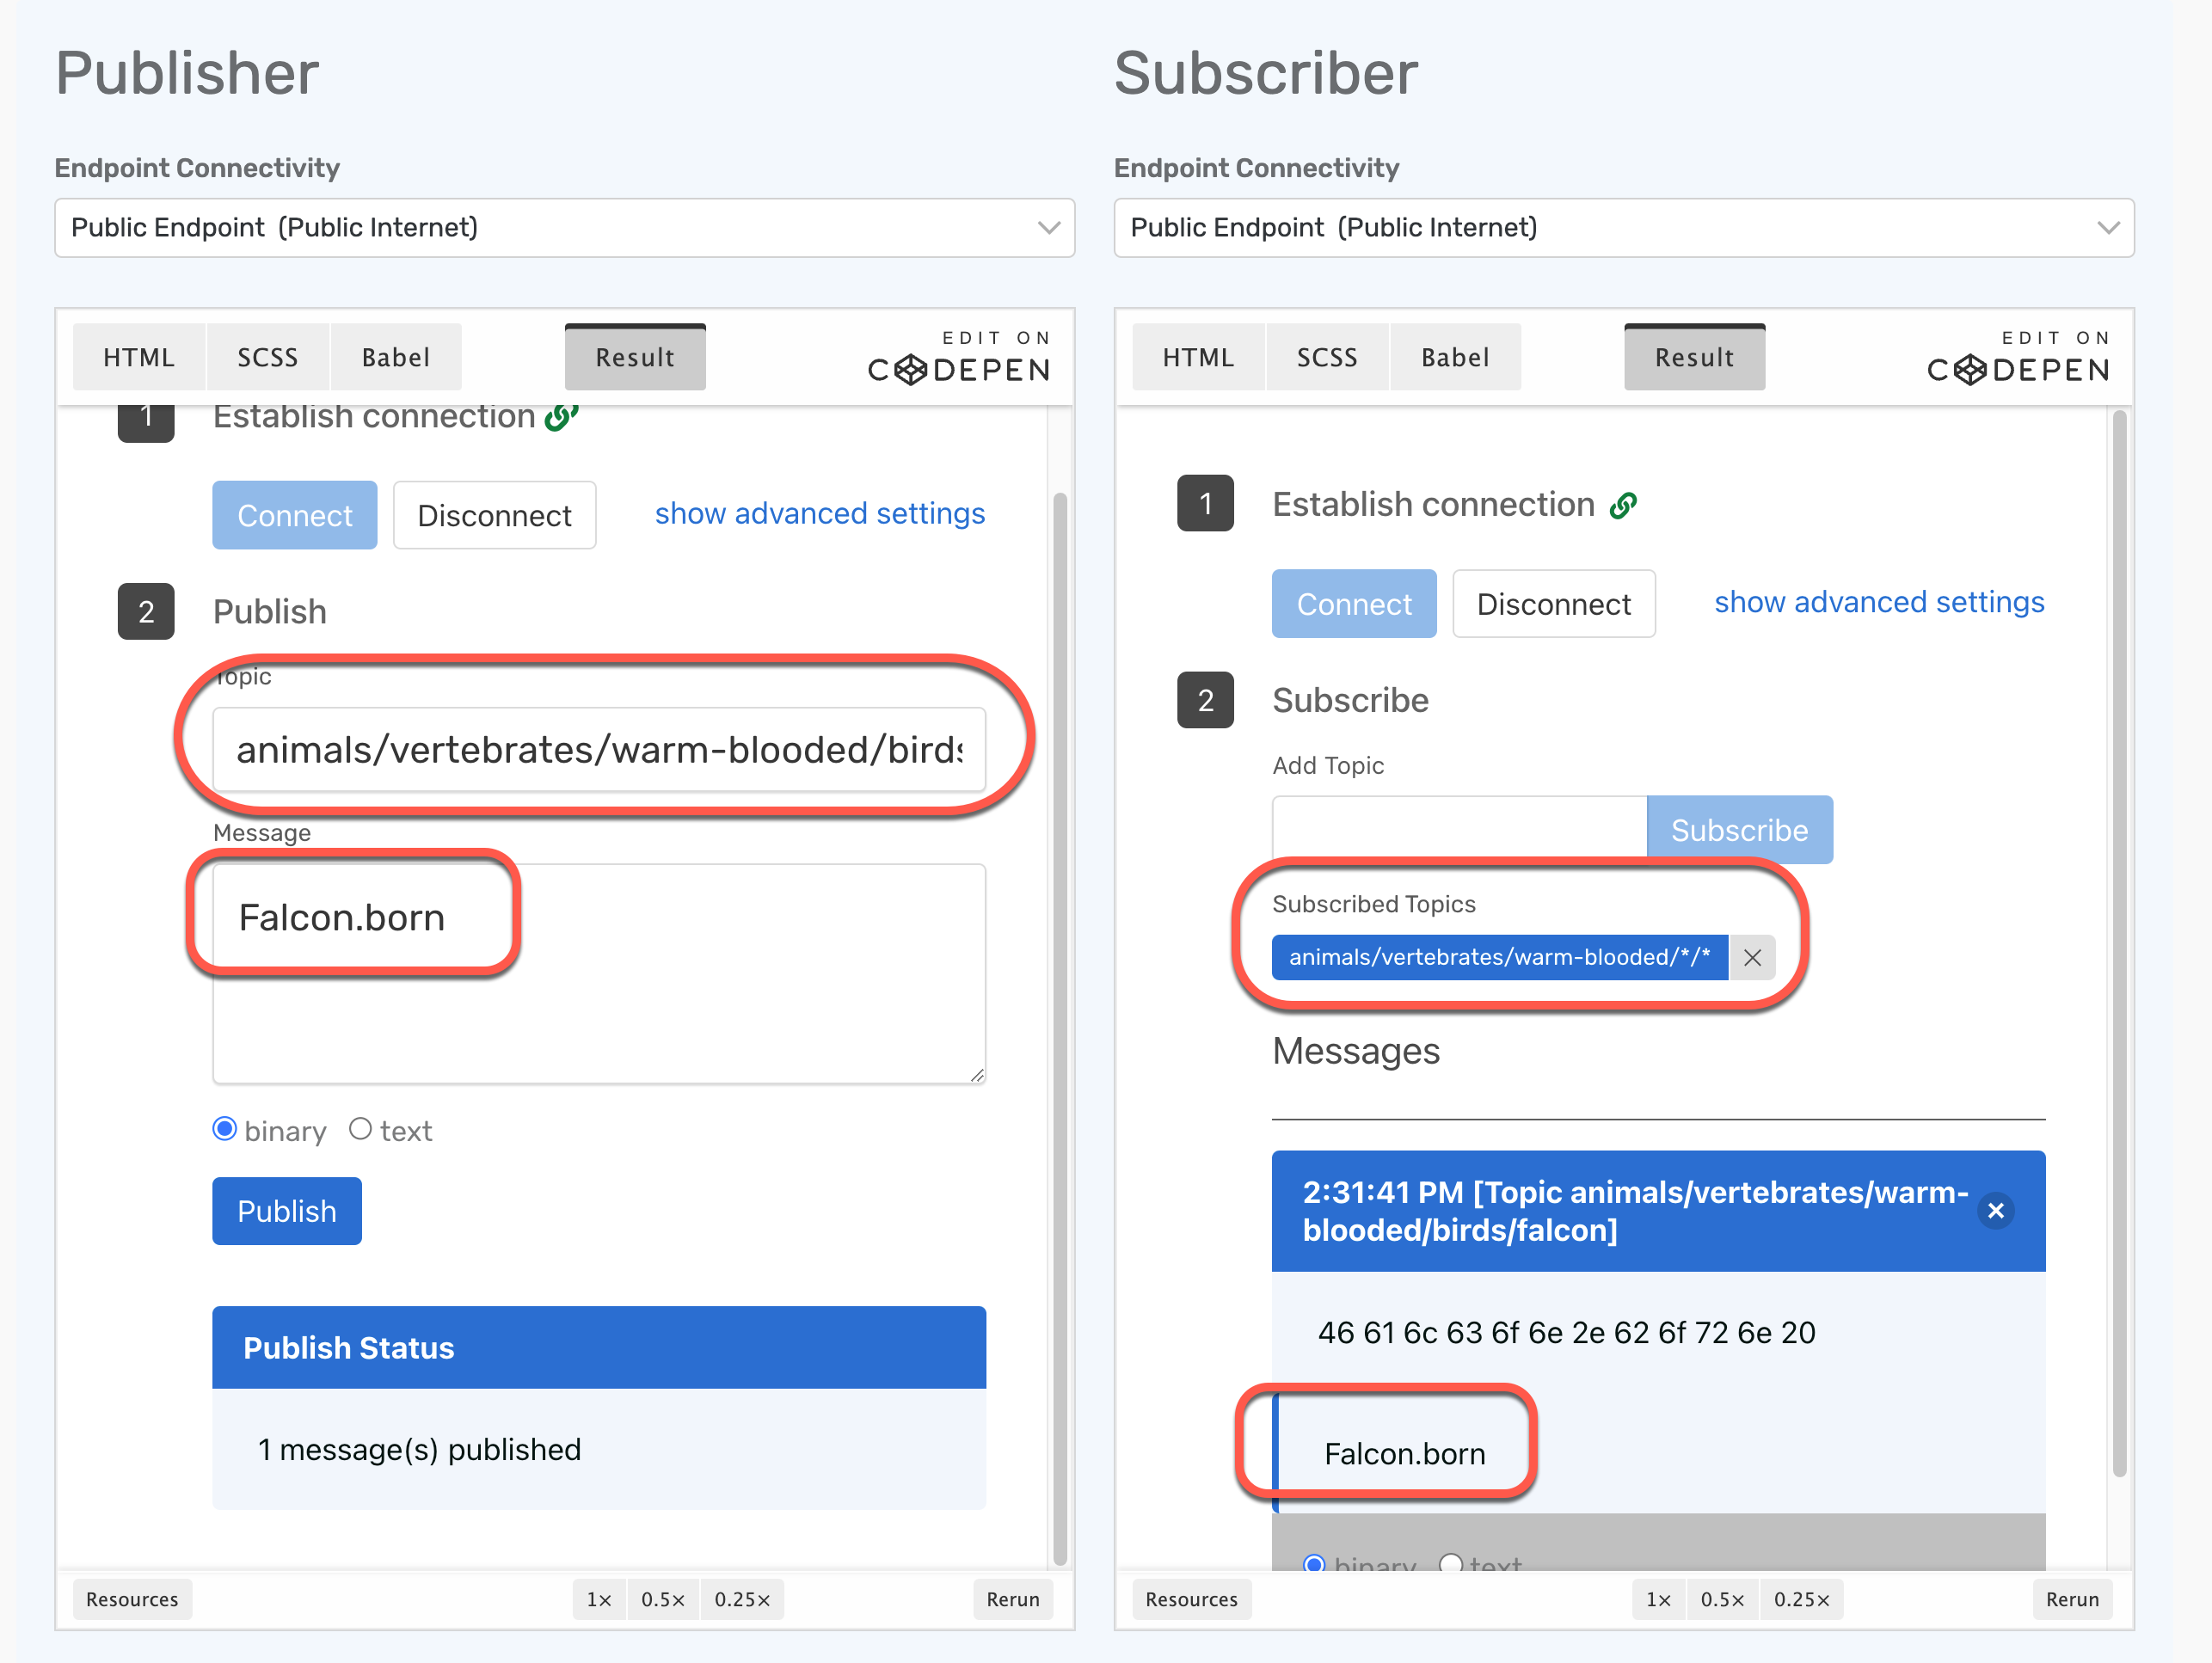 Publisher
Endpoint Connectivity
Public Endpoint (Public Internet)
HTML SCSS Babel Result
EDIT ON
CODEPEN
1 Establish connection
Connect Disconnect show advanced settings
2 Publish
Topic
animals/vertebrates/warm-blooded/birds
Message
Falcon.born
binary text
Publish
Publish Status
1 message(s) published
Resources 1× 0.5× 0.25× Rerun
Subscriber
Endpoint Connectivity
Public Endpoint (Public Internet)
HTML SCSS Babel Result
EDIT ON
CODEPEN
1 Establish connection
Connect Disconnect show advanced settings
2 Subscribe
Add Topic
Subscribe
Subscribed Topics
animals/vertebrates/warm-blooded/*/*
Messages
2:31:41 PM [Topic animals/vertebrates/warm-
blooded/birds/falcon]
46 61 6c 63 6f 6e 2e 62 6f 72 6e 20
Falcon.born
binary text
Resources 1× 0.5× 0.25× Rerun